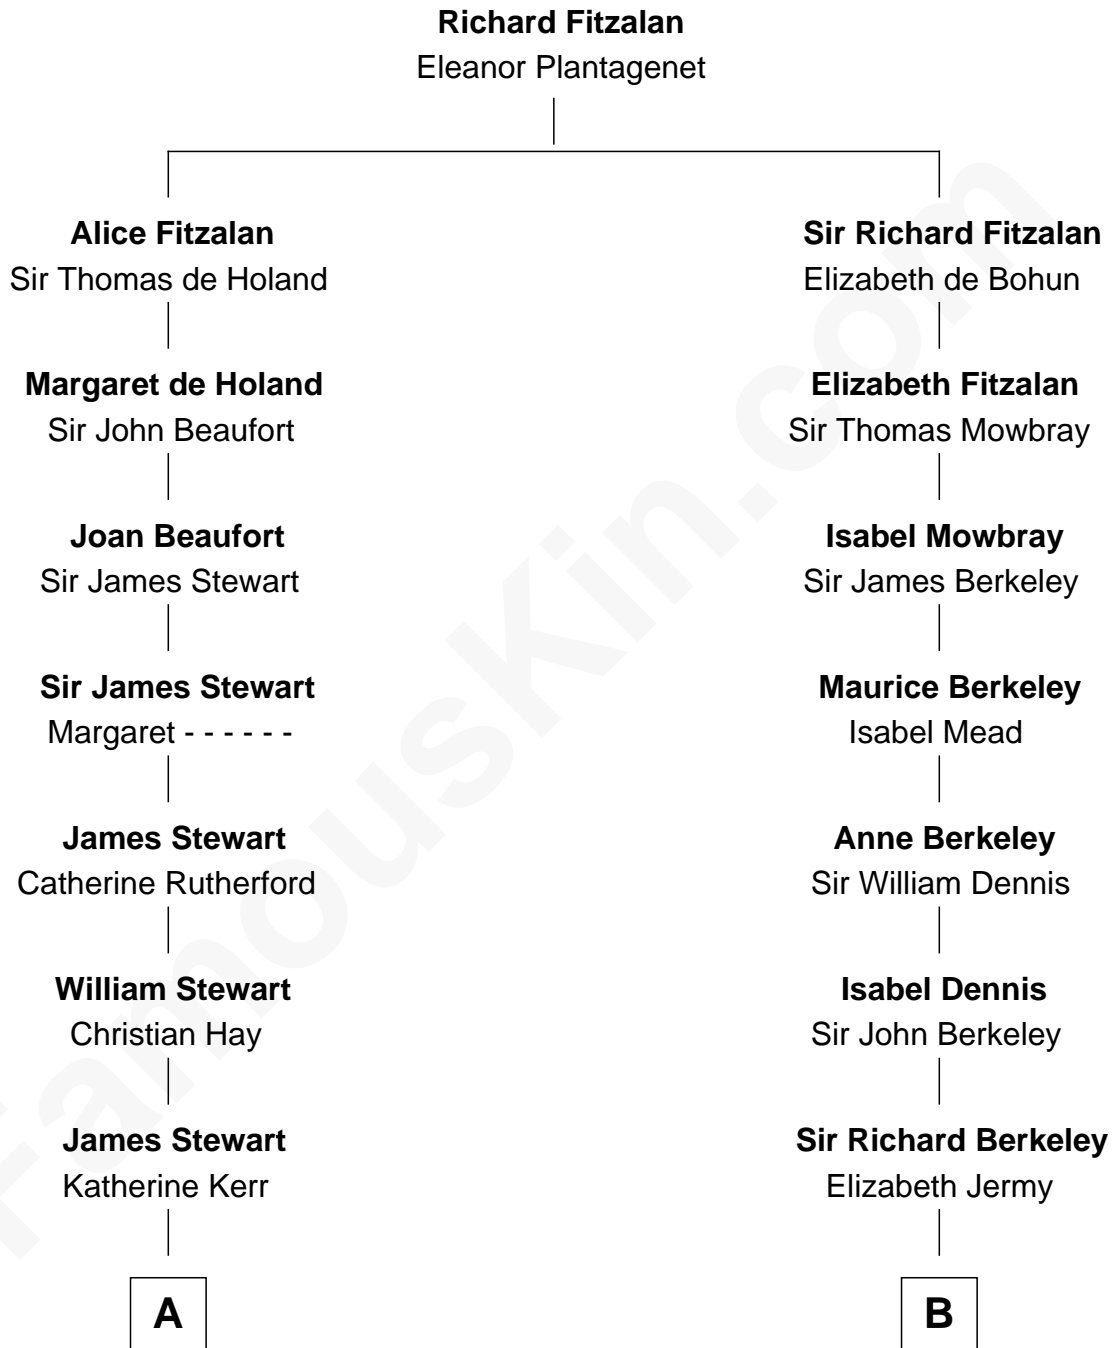 Richard Fitzalan
Eleanor Plantagenet
Alice Fitzalan
Sir Thomas de Holand
Margaret de Holand
Sir John Beaufort
Joan Beaufort
Sir James Stewart
Sir James Stewart
Margaret - - - - - -
James Stewart
Catherine Rutherford
William Stewart
Christian Hay
James Stewart
Katherine Kerr
A
Sir Richard Fitzalan
Elizabeth de Bohun
Elizabeth Fitzalan
Sir Thomas Mowbray
Isabel Mowbray
Sir James Berkeley
Maurice Berkeley
Isabel Mead
Anne Berkeley
Sir William Dennis
Isabel Dennis
Sir John Berkeley
Sir Richard Berkeley
Elizabeth Jermy
B
FamousKin.com